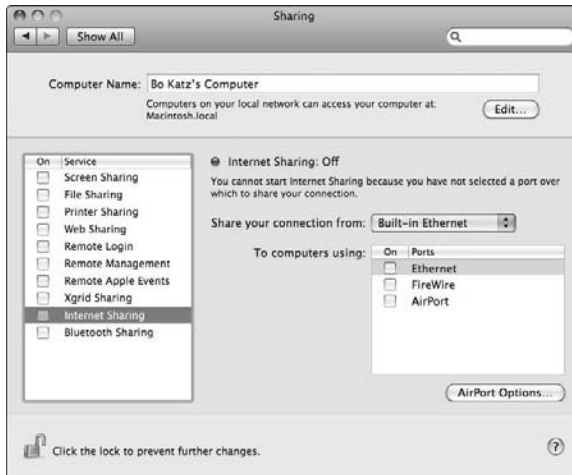 Sharing
Show All
Computer Name: Bo Katz's Computer
Computers on your local network can access your computer at:
Macintosh.local
Edit...
On Service
Screen Sharing
File Sharing
Printer Sharing
Web Sharing
Remote Login
Remote Management
Remote Apple Events
Xgrid Sharing
Internet Sharing
Bluetooth Sharing
Internet Sharing: Off
You cannot start Internet Sharing because you have not selected a port over
which to share your connection.
Share your connection from: Built-in Ethernet
To computers using:
On Ports
Ethernet
FireWire
AirPort
AirPort Options...
Click the lock to prevent further changes.
?